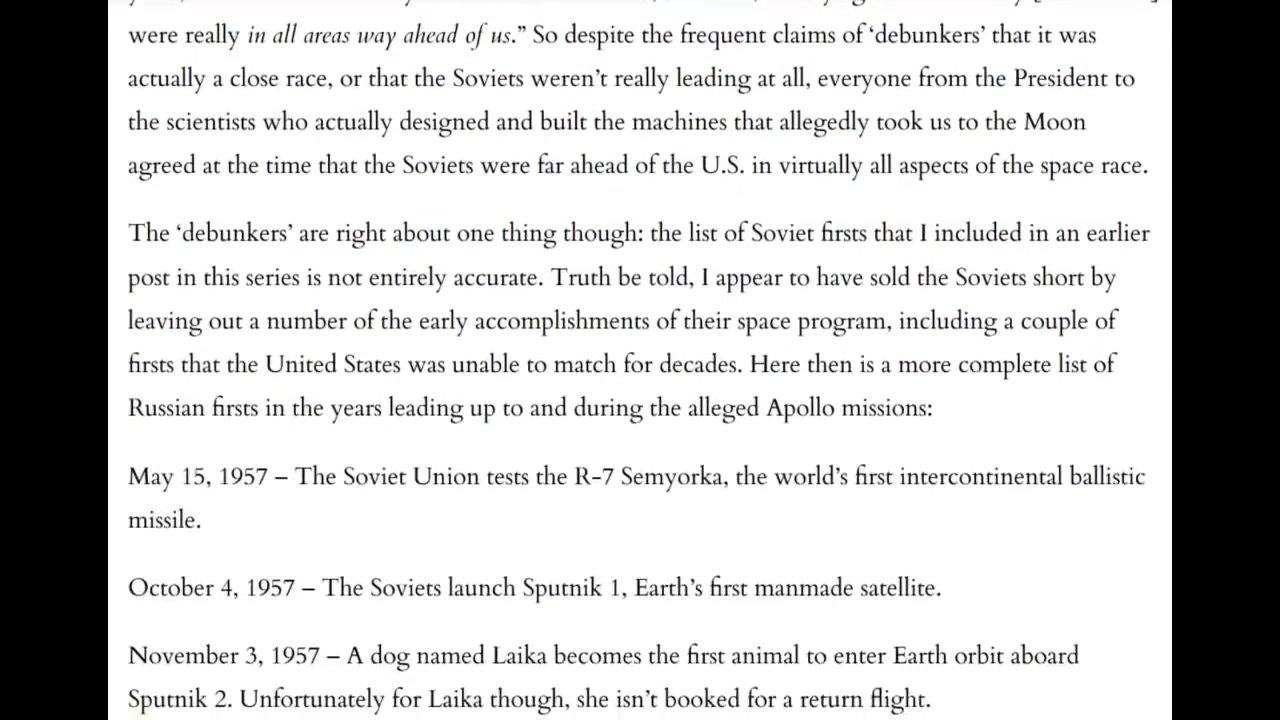 were really in all areas way ahead of us.” So despite the frequent claims of ‘debunkers’ that it was
actually a close race, or that the Soviets weren’t really leading at all, everyone from the President to
the scientists who actually designed and built the machines that allegedly took us to the Moon
agreed at the time that the Soviets were far ahead of the U.S. in virtually all aspects of the space race.
The ‘debunkers’ are right about one thing though: the list of Soviet firsts that I included in an earlier
post in this series is not entirely accurate. Truth be told, I appear to have sold the Soviets short by
leaving out a number of the early accomplishments of their space program, including a couple of
firsts that the United States was unable to match for decades. Here then is a more complete list of
Russian firsts in the years leading up to and during the alleged Apollo missions:
May 15, 1957 – The Soviet Union tests the R-7 Semyorka, the world’s first intercontinental ballistic
missile.
October 4, 1957 – The Soviets launch Sputnik 1, Earth’s first manmade satellite.
November 3, 1957 – A dog named Laika becomes the first animal to enter Earth orbit aboard
Sputnik 2. Unfortunately for Laika though, she isn’t booked for a return flight.